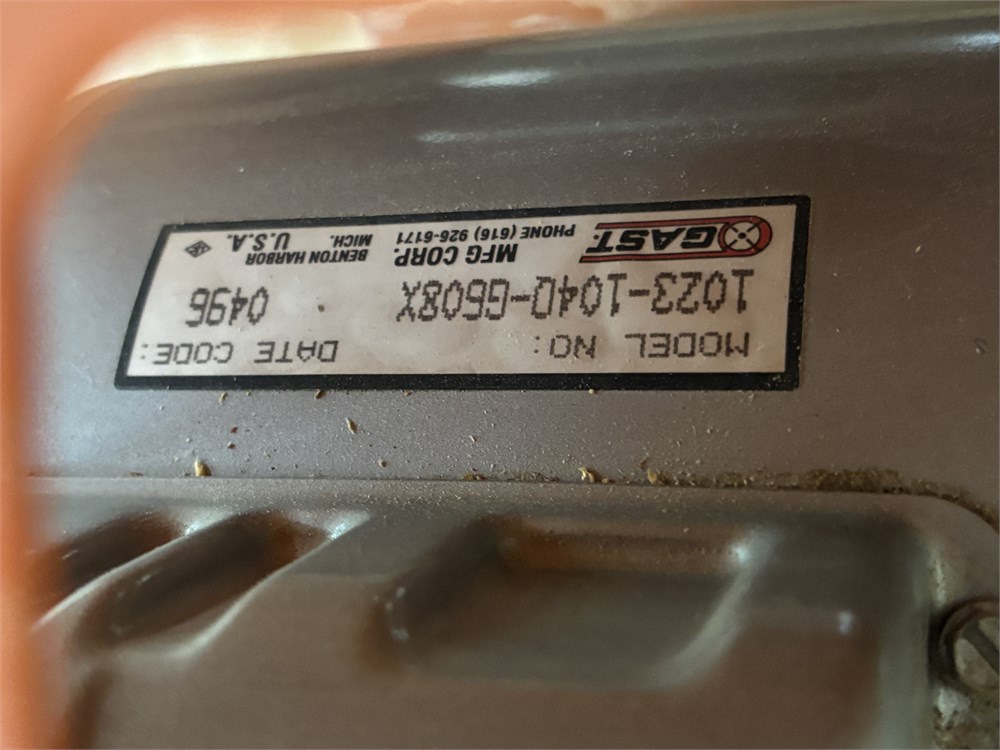 MODEL NO: DATE CODE:
1023-104Q-G608X 0496
GAST. MFG CORP. BENTON HARBOR
PHONE (616) 926-6171 MICH. U.S.A.